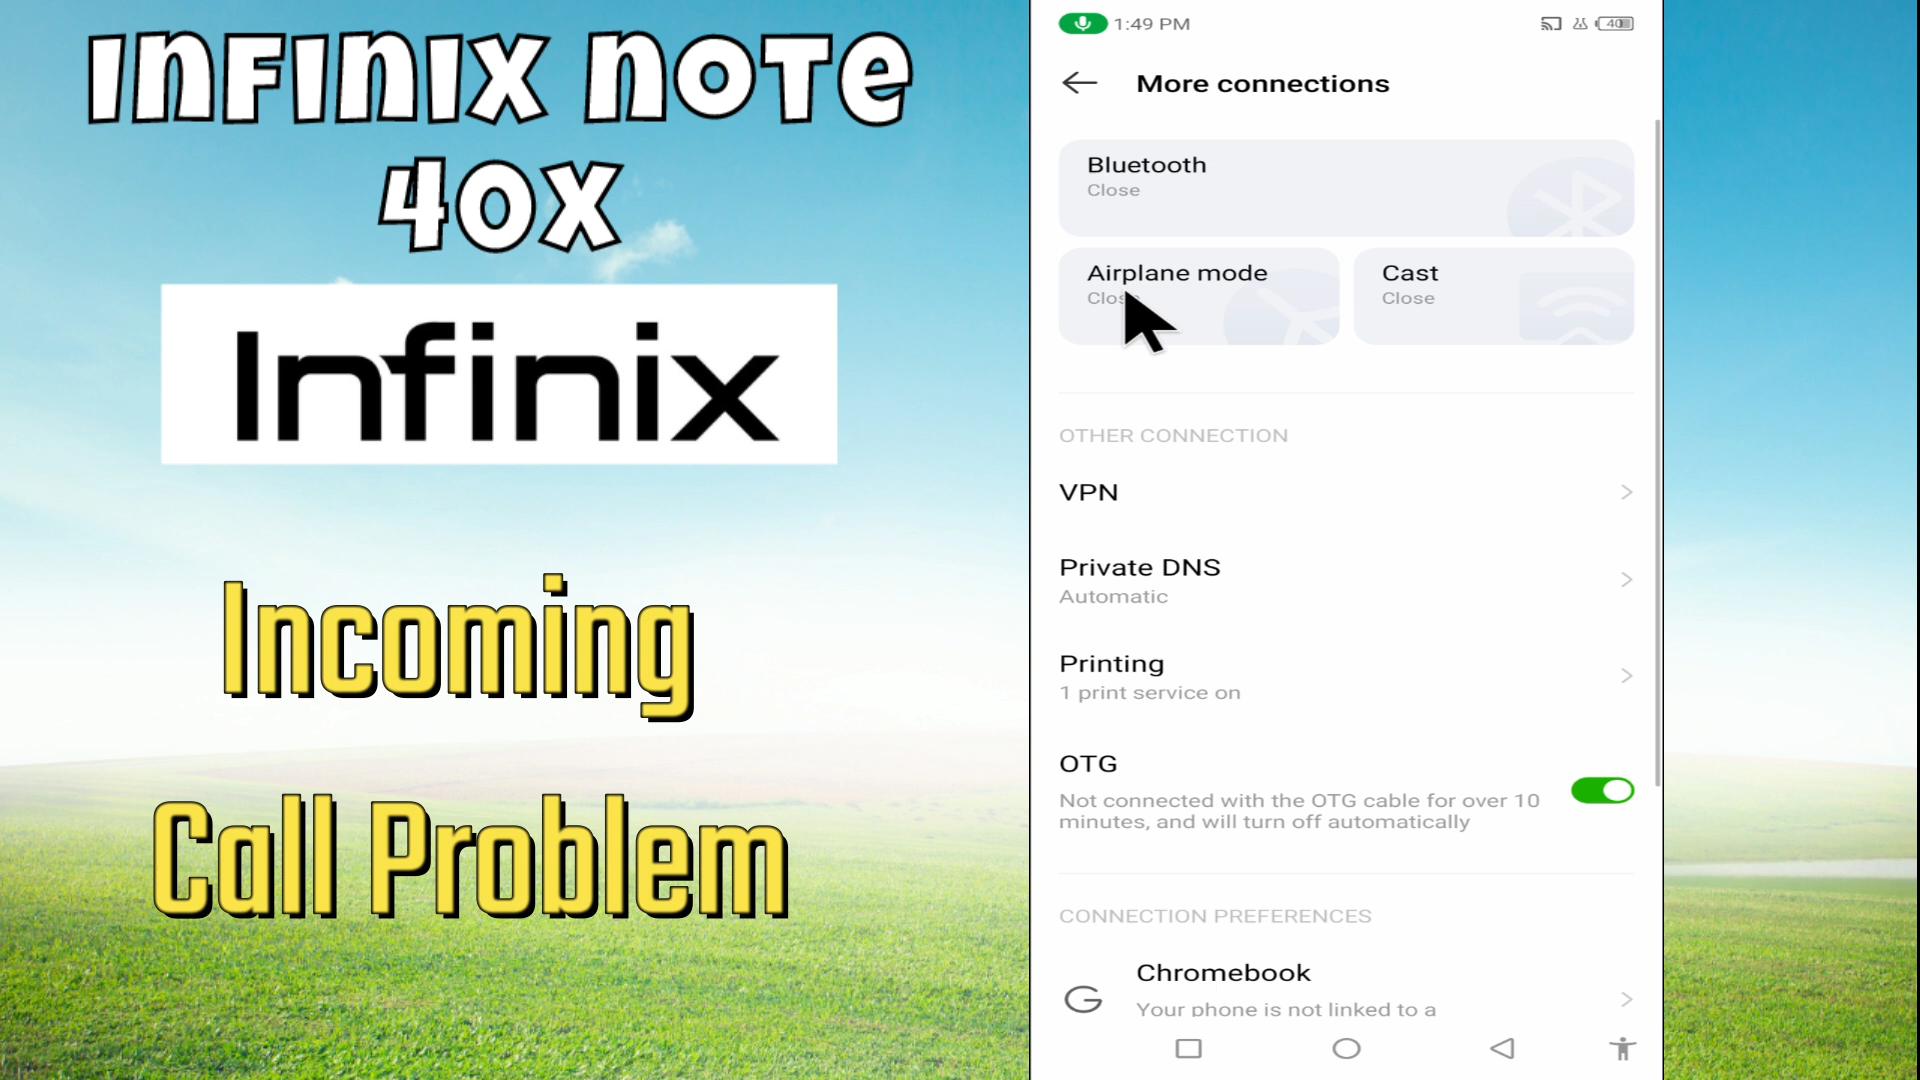 INFINIX NOTE
40X
Infinix
Incoming
Call Problem
1:49 PM
40
More connections
Bluetooth
Close
Airplane mode
Close
Cast
Close
OTHER CONNECTION
VPN
Private DNS
Automatic
Printing
1 print service on
OTG
Not connected with the OTG cable for over 10
minutes, and will turn off automatically
CONNECTION PREFERENCES
Chromebook
Your phone is not linked to a